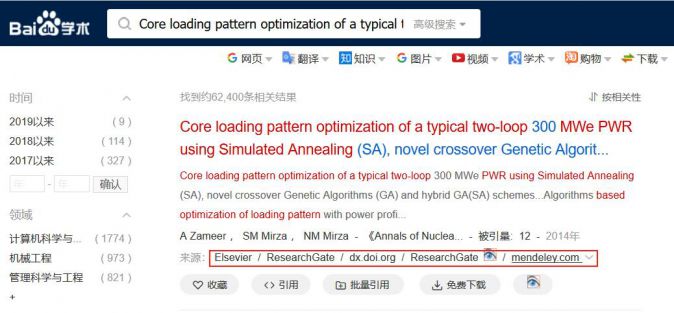 Bai du 学术
Core loading pattern optimization of a typical t 高级搜索
网页 翻译 知识 图片 视频 学术 购物 下载
时间
2019以来 ( 9 )
2018以来 ( 114 )
2017以来 ( 327 )
年 - 年 确认
领域
计算机科学与... ( 1774 )
机械工程 ( 973 )
管理科学与工程 ( 821 )
+
找到约62,400条相关结果 按相关性
Core loading pattern optimization of a typical two-loop 300 MWe PWR
using Simulated Annealing (SA), novel crossover Genetic Algorit...
Core loading pattern optimization of a typical two-loop 300 MWe PWR using Simulated Annealing
(SA), novel crossover Genetic Algorithms (GA) and hybrid GA(SA) schemes...Algorithms based
optimization of loading pattern with power profi...
A Zameer， SM Mirza， NM Mirza - 《Annals of Nuclea... - 被引量: 12 - 2014年
来源： Elsevier / ResearchGate / dx.doi.org / ResearchGate / mendeley.com
收藏 <> 引用 批量引用 免费下载